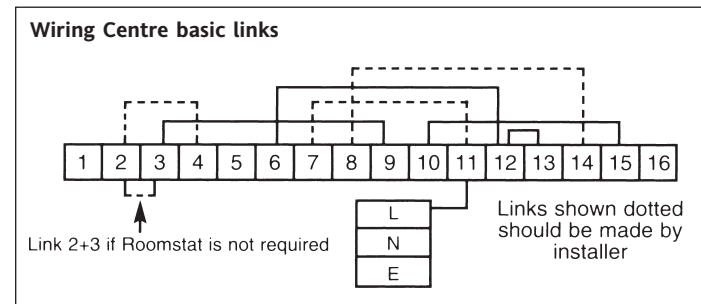 Wiring Centre basic links
1 2 3 4 5 6 7 8 9 10 11 12 13 14 15 16
L
N
E
Link 2+3 if Roomstat is not required
Links shown dotted
should be made by
installer